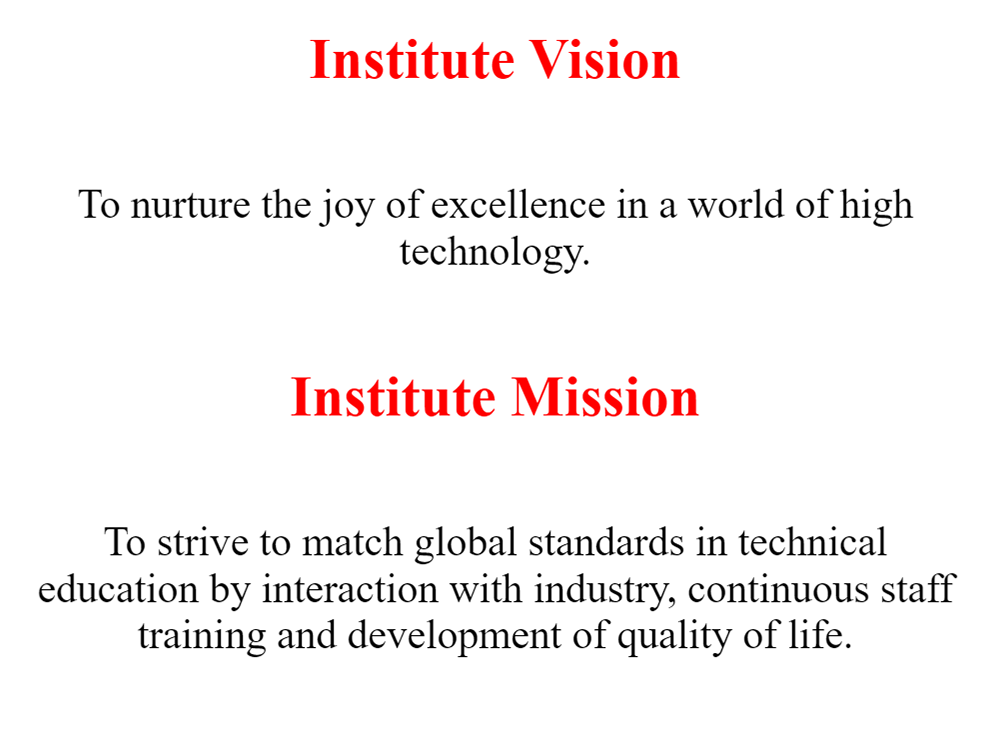 Institute Vision
To nurture the joy of excellence in a world of high
technology.
Institute Mission
To strive to match global standards in technical
education by interaction with industry, continuous staff
training and development of quality of life.